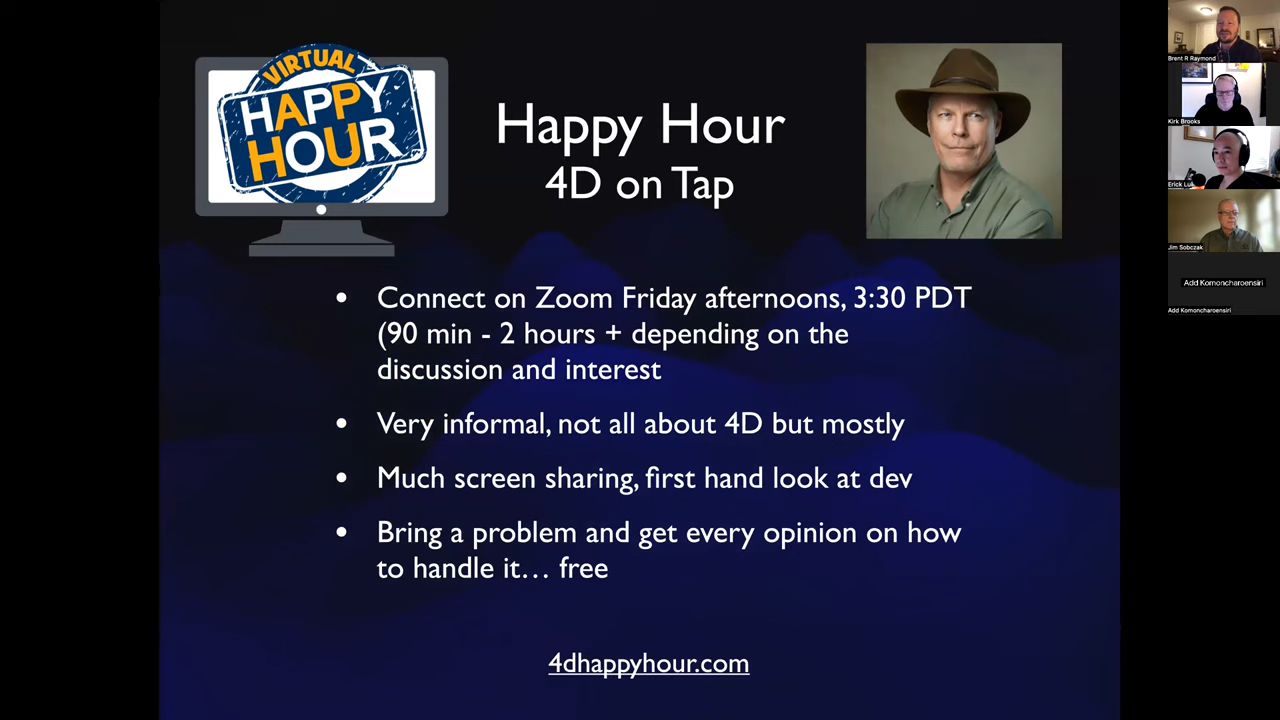 VIRTUAL
HAPPY
HOUR
Happy Hour
4D on Tap
• Connect on Zoom Friday afternoons, 3:30 PDT
(90 min - 2 hours + depending on the
discussion and interest
• Very informal, not all about 4D but mostly
• Much screen sharing, first hand look at dev
• Bring a problem and get every opinion on how
to handle it… free
4dhappyhour.com
Brent R Raymond
Kirk Brooks
Erick Lui
Jim Sobczak
Add Komoncharoensiri
Add Komoncharoensiri